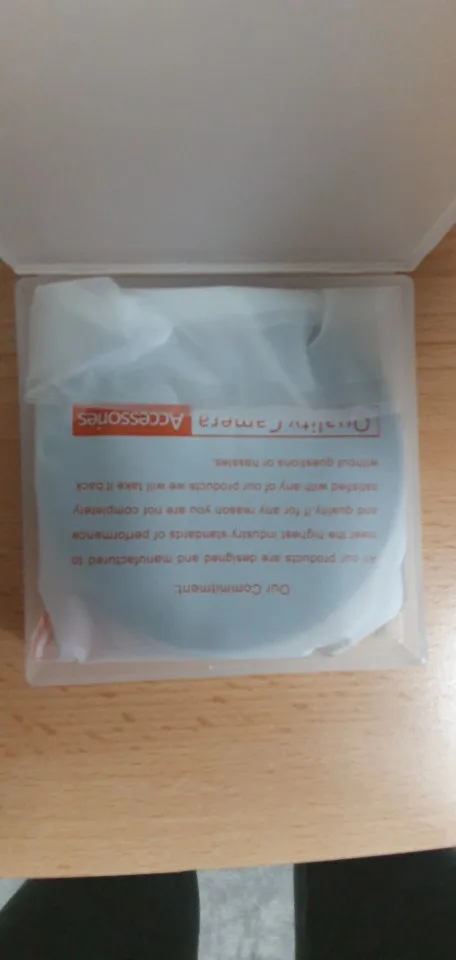 Our Commitment:
All our products are designed and manufactured to
meet the highest industry standards of performance
and quality if for any reason you are not completely
satisfied with any of our products we will take it back
without questions or hassles.
Quality Camera Accessories